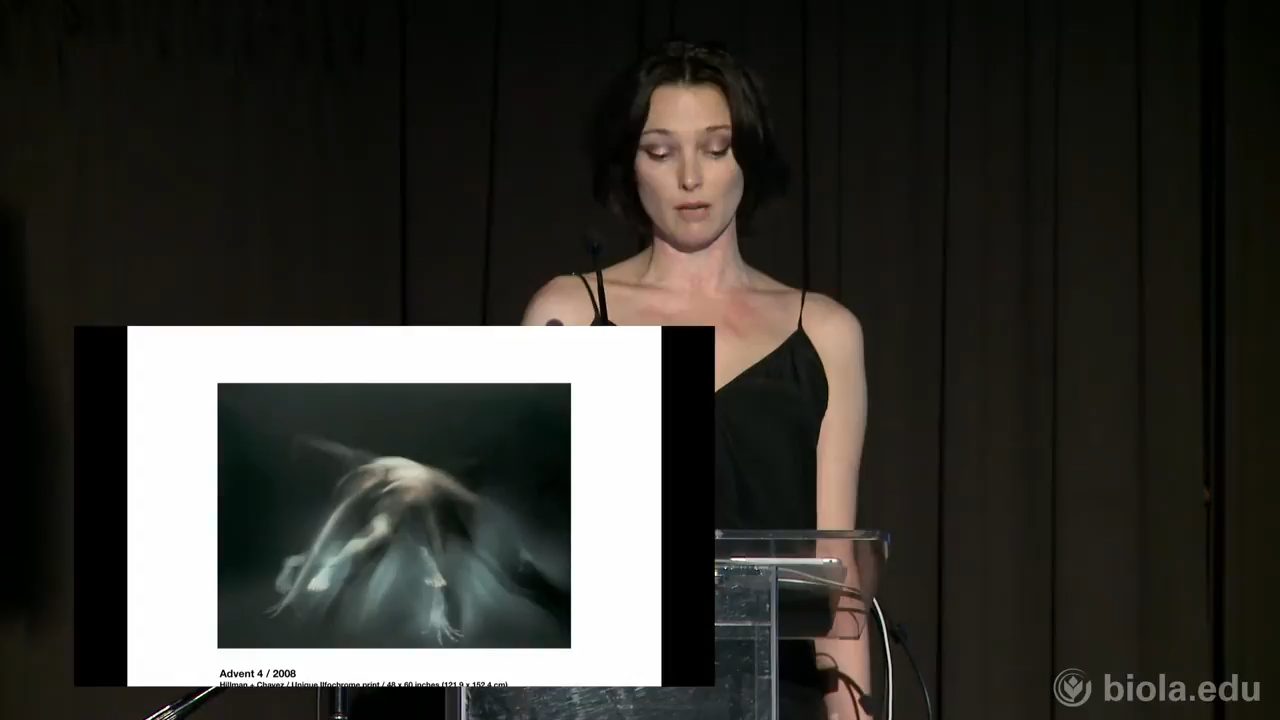 Advent 4 / 2008
Hillman + Chavez / Unique Ilfochrome print / 48 x 60 inches (121.9 x 152.4 cm)
biola.edu